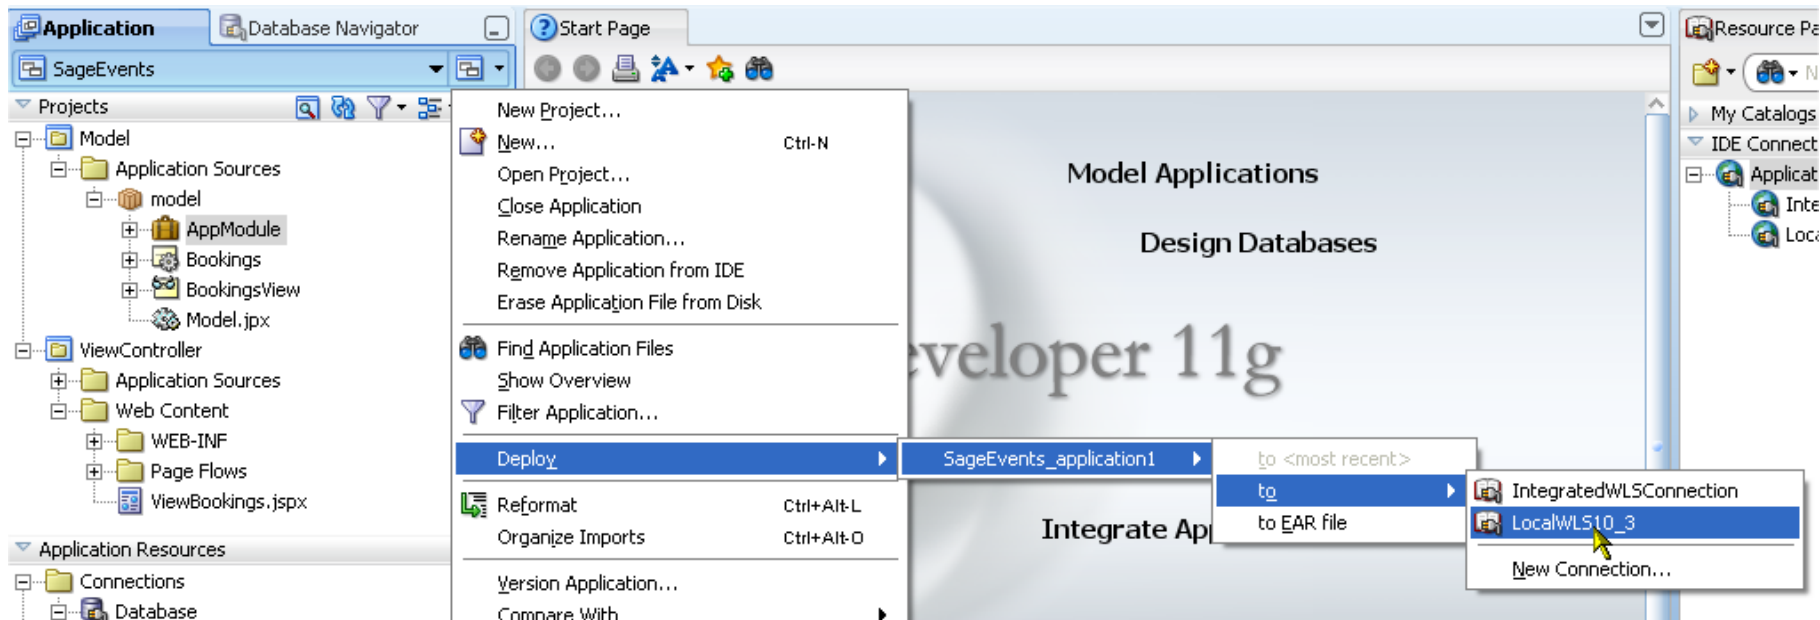 Application
Database Navigator
Start Page
Resource Pa
SageEvents
N
Projects
My Catalogs
IDE Connect
Model
Application Sources
model
AppModule
Bookings
BookingsView
Model.jpx
ViewController
Application Sources
Web Content
WEB-INF
Page Flows
ViewBookings.jspx
Application Resources
Connections
Database
New Project...
New... Ctrl-N
Open Project...
Close Application
Rename Application...
Remove Application from IDE
Erase Application File from Disk
Find Application Files
Show Overview
Filter Application...
Deploy
Reformat Ctrl+Alt-L
Organize Imports Ctrl+Alt-O
Version Application...
Compare With
SageEvents_application1
to <most recent>
to
to EAR file
IntegratedWLSConnection
LocalWLS10_3
New Connection...
Model Applications
Design Databases
eveloper 11g
Integrate Ap
Applicat
Inte
Loca